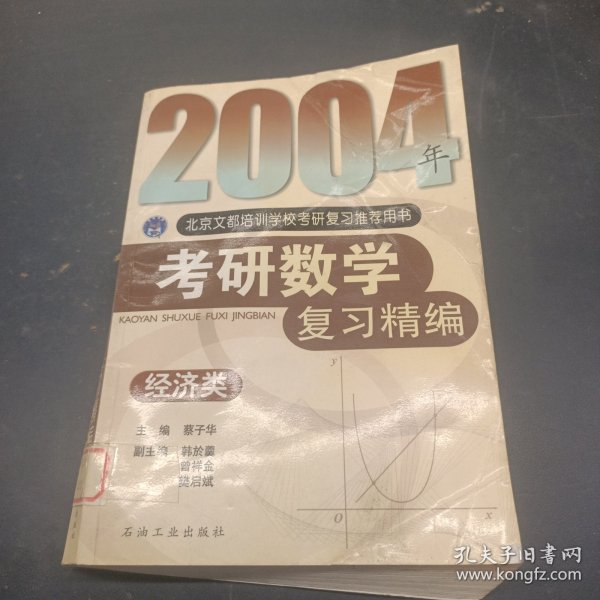 2004年
北京文都培训学校考研复习推荐用书
考研数学
KAOYAN SHUXUE FUXI JINGBIAN
复习精编
经济类
y
主 编 蔡子华
副主编 韩於羹
曾祥金
樊启斌
O
x
石油工业出版社
孔夫子旧书网
www.kongfz.com